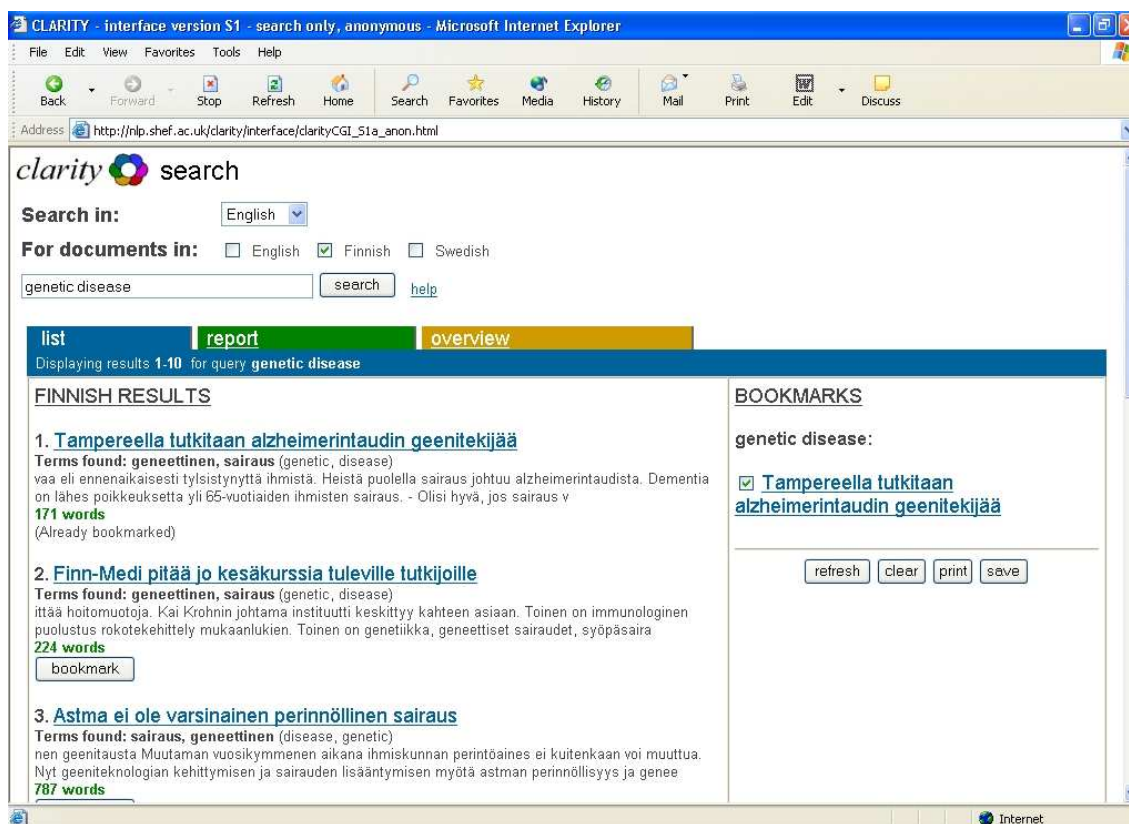 CLARITY - interface version S1 - search only, anonymous - Microsoft Internet Explorer
File Edit View Favorites Tools Help
Back Forward Stop Refresh Home Search Favorites Media History Mail Print Edit Discuss
Address http://nlp.shef.ac.uk/clarity/interface/clarityCGI_S1a_anon.html
clarity search
Search in: English
For documents in: English Finnish Swedish
genetic disease search help
list report overview
Displaying results 1-10 for query genetic disease
FINNISH RESULTS
1. Tampereella tutkitaan alzheimerintaudin geenitekijää
Terms found: geneettinen, sairaus (genetic, disease)
vaa eli ennenaikaisesti tylsistynyttä ihmistä. Heistä puolella sairaus johtuu alzheimerintaudista. Dementia
on lähes poikkeuksetta yli 65-vuotiaiden ihmisten sairaus. - Olisi hyvä, jos sairaus v
171 words
(Already bookmarked)
2. Finn-Medi pitää jo kesäkurssia tuleville tutkijoille
Terms found: geneettinen, sairaus (genetic, disease)
ittää hoitomuotoja. Kai Krohnin johtama instituutti keskittyy kahteen asiaan. Toinen on immunologinen
puolustus rokotekehittely mukaanlukien. Toinen on genetiikka, geneettiset sairaudet, syöpäsaira
224 words
bookmark
3. Astma ei ole varsinainen perinnöllinen sairaus
Terms found: sairaus, geneettinen (disease, genetic)
nen geenitausta Muutaman vuosikymmenen aikana ihmiskunnan perintöaines ei kuitenkaan voi muuttua.
Nyt geeniteknologian kehittymisen ja sairauden lisääntymisen myötä astman perinnöllisyys ja genee
787 words
BOOKMARKS
genetic disease:
Tampereella tutkitaan
alzheimerintaudin geenitekijää
refresh clear print save
Internet